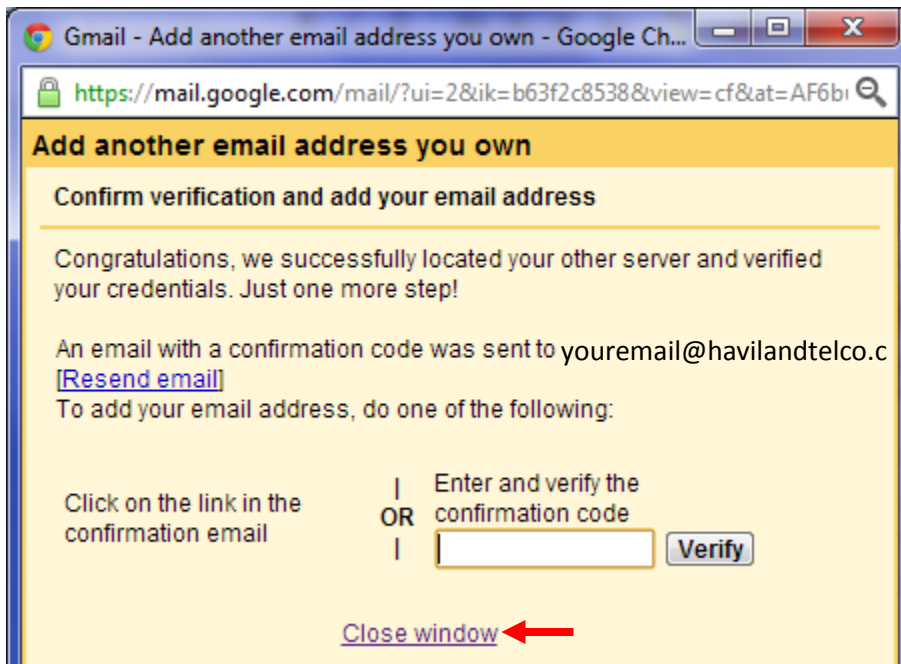 Gmail - Add another email address you own - Google Ch...
https://mail.google.com/mail/?ui=2&ik=b63f2c8538&view=cf&at=AF6b
Add another email address you own
Confirm verification and add your email address
Congratulations, we successfully located your other server and verified
your credentials. Just one more step!
An email with a confirmation code was sent to youremail@havilandtelco.c
[Resend email]
To add your email address, do one of the following:
Click on the link in the
confirmation email
|
OR
|
Enter and verify the
confirmation code
Verify
Close window